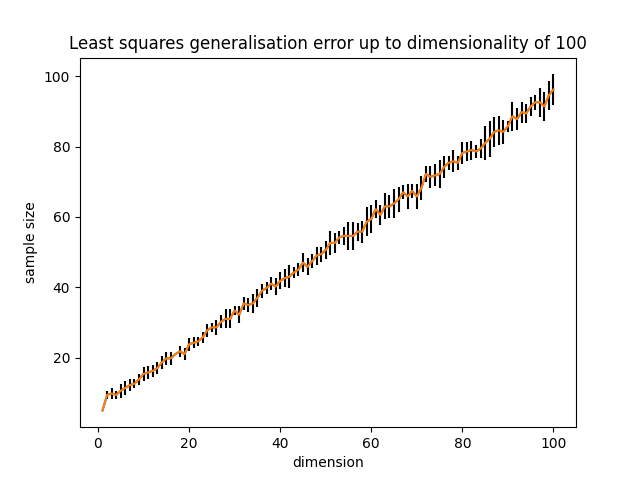 Least squares generalisation error up to dimensionality of 100
100
80
60
40
20
sample size
0 20 40 60 80 100
dimension